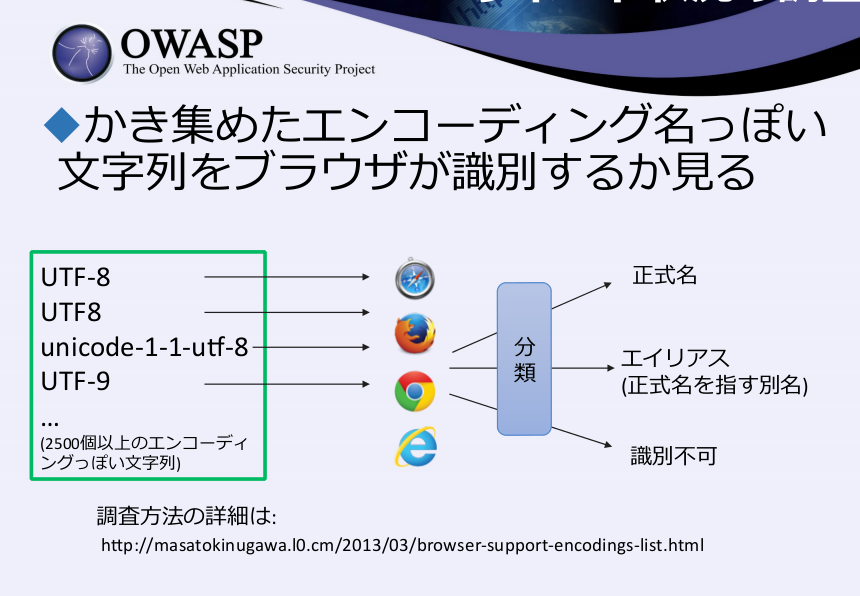 OWASP
The Open Web Application Security Project
◆かき集めたエンコーディング名っぽい
文字列をブラウザが識別するか見る
UTF-8
UTF8
unicode-1-1-utf-8
UTF-9
...
(2500個以上のエンコーディ
ングっぽい文字列)
分
類
正式名
エイリアス
(正式名を指す別名)
識別不可
調査方法の詳細は:
http://masatokinugawa.l0.cm/2013/03/browser-support-encodings-list.html